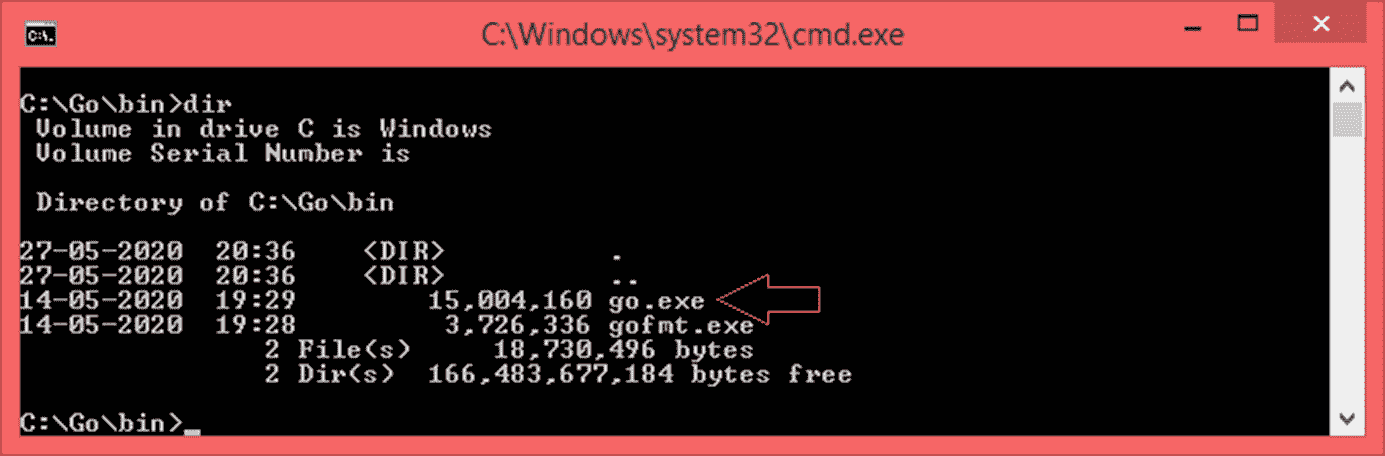 C:\Windows\system32\cmd.exe
C:\Go\bin>dir
Volume in drive C is Windows
Volume Serial Number is
Directory of C:\Go\bin
27-05-2020  20:36    <DIR>          .
27-05-2020  20:36    <DIR>          ..
14-05-2020  19:29        15,004,160 go.exe
14-05-2020  19:28         3,726,336 gofmt.exe
2 File(s)     18,730,496 bytes
2 Dir(s)  166,483,677,184 bytes free
C:\Go\bin>_